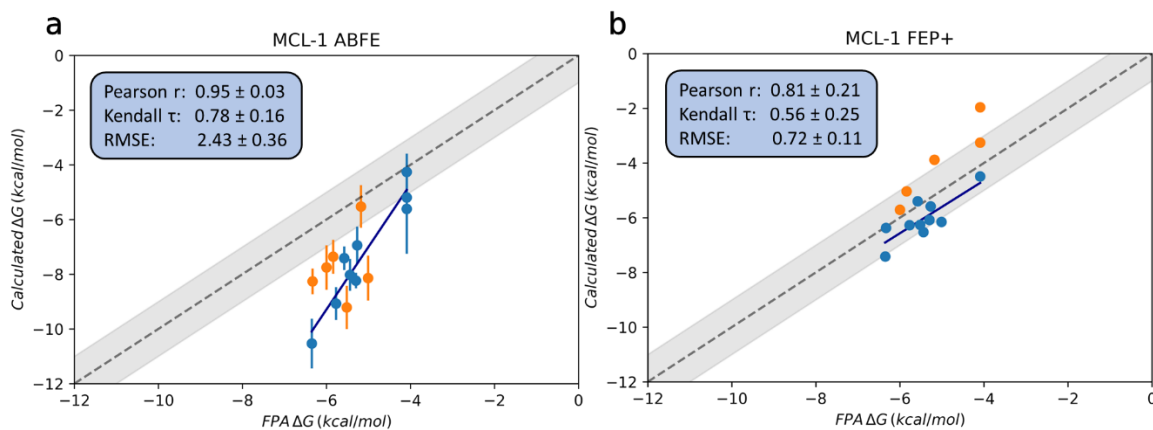 a
MCL-1 ABFE
Pearson r: 0.95 ± 0.03
Kendall τ: 0.78 ± 0.16
RMSE: 2.43 ± 0.36
0
−2
−4
−6
−8
−10
−12
Calculated ΔG (kcal/mol)
−12 −10 −8 −6 −4 −2 0
FPA ΔG (kcal/mol)
b
MCL-1 FEP+
Pearson r: 0.81 ± 0.21
Kendall τ: 0.56 ± 0.25
RMSE: 0.72 ± 0.11
0
−2
−4
−6
−8
−10
−12
Calculated ΔG (kcal/mol)
−12 −10 −8 −6 −4 −2 0
FPA ΔG (kcal/mol)